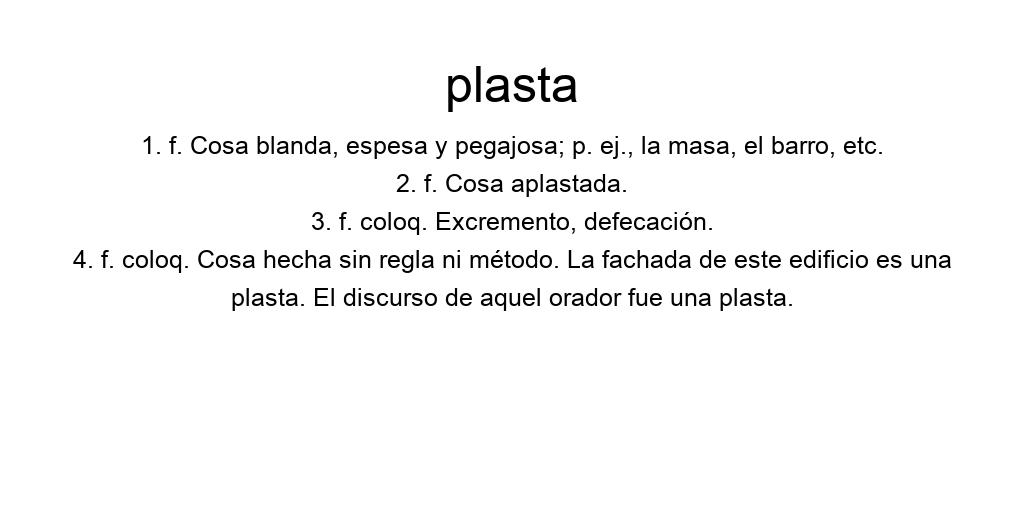 plasta
1. f. Cosa blanda, espesa y pegajosa; p. ej., la masa, el barro, etc.
2. f. Cosa aplastada.
3. f. coloq. Excremento, defecación.
4. f. coloq. Cosa hecha sin regla ni método. La fachada de este edificio es una
plasta. El discurso de aquel orador fue una plasta.